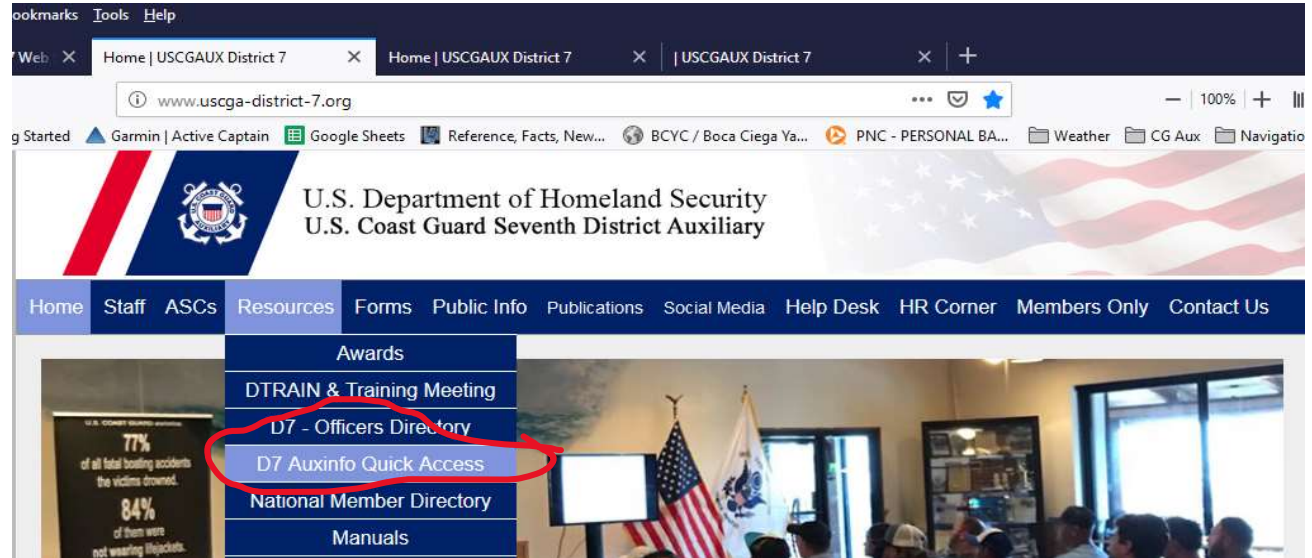 ookmarks Tools Help
Web Home | USCGAUX District 7 Home | USCGAUX District 7 | USCGAUX District 7
www.uscga-district-7.org 100%
g Started Garmin | Active Captain Google Sheets Reference, Facts, New... BCYC / Boca Ciega Ya... PNC - PERSONAL BA... Weather CG Aux Navigatio
U.S. Department of Homeland Security
U.S. Coast Guard Seventh District Auxiliary
Home Staff ASCs Resources Forms Public Info Publications Social Media Help Desk HR Corner Members Only Contact Us
Awards
DTRAIN & Training Meeting
D7 - Officers Directory
D7 Auxinfo Quick Access
National Member Directory
Manuals
77%
of all fatal boating accidents
the victims drowned.
84%
of them were
not wearing lifejackets.